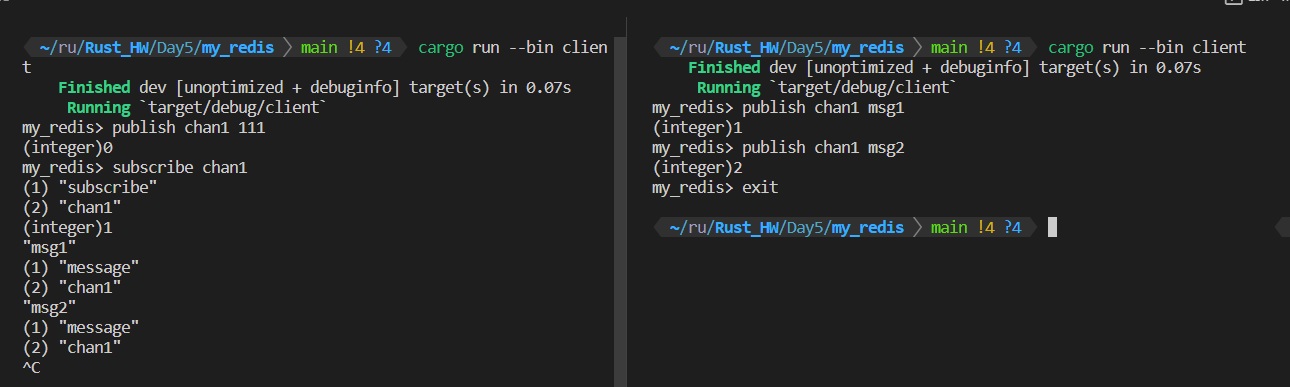 ~/ru/Rust_HW/Day5/my_redis main !4 ?4 cargo run --bin clien
t
Finished dev [unoptimized + debuginfo] target(s) in 0.07s
Running `target/debug/client`
my_redis> publish chan1 111
(integer)0
my_redis> subscribe chan1
(1) "subscribe"
(2) "chan1"
(integer)1
"msg1"
(1) "message"
(2) "chan1"
"msg2"
(1) "message"
(2) "chan1"
^C
~/ru/Rust_HW/Day5/my_redis main !4 ?4 cargo run --bin client
Finished dev [unoptimized + debuginfo] target(s) in 0.07s
Running `target/debug/client`
my_redis> publish chan1 msg1
(integer)1
my_redis> publish chan1 msg2
(integer)2
my_redis> exit
~/ru/Rust_HW/Day5/my_redis main !4 ?4